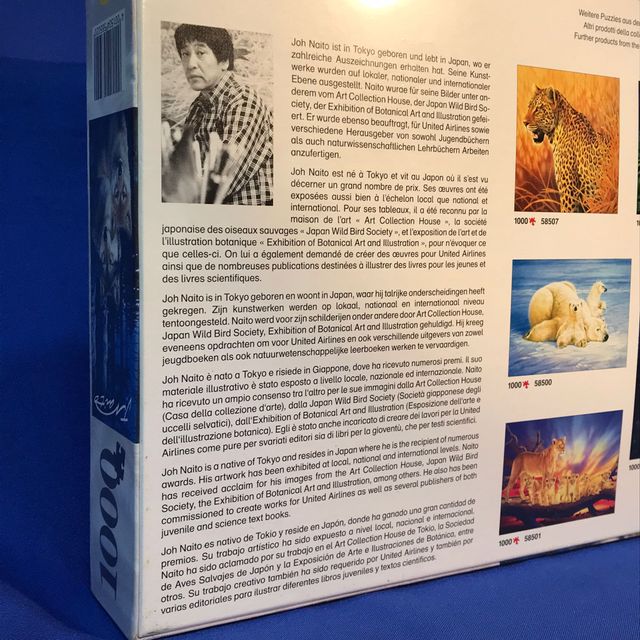 Joh Naito ist in Tokyo geboren und lebt in Japan, wo er
zahlreiche Auszeichnungen erhalten hat. Seine Kunst-
werke wurden auf lokaler, nationaler und internationaler
Ebene ausgestellt. Naito wurde für seine Bilder unter an-
derem vom Art Collection House, der Japan Wild Bird So-
ciety, der Exhibition of Botanical Art and Illustration gefei-
ert. Er wurde ebenso beauftragt, für United Airlines sowie
verschiedene Herausgeber von sowohl Jugendbüchern
als auch naturwissenschaftlichen Lehrbüchern Arbeiten
anzufertigen.
Joh Naito est né à Tokyo et vit au Japon où il s'est vu
décerner un grand nombre de prix. Ses œuvres ont été
exposées aussi bien à l'échelon local que national et
international. Pour ses tableaux, il a été reconnu par la
maison de l'art « Art Collection House », la société
japonaise des oiseaux sauvages « Japan Wild Bird Society », et l'exposition de l'art et de
l'illustration botanique « Exhibition of Botanical Art and Illustration », pour n'évoquer ce
que celles-ci. On lui a également demandé de créer des œuvres pour United Airlines
ainsi que de nombreuses publications destinées à illustrer des livres pour les jeunes et
des livres scientifiques.
Joh Naito is in Tokyo geboren en woont in Japan, waar hij talrijke onderscheidingen heeft
gekregen. Zijn kunstwerken werden op lokaal, nationaal en internationaal niveau
tentoongesteld. Naito werd voor zijn schilderijen onder andere door Art Collection House,
Japan Wild Bird Society, Exhibition of Botanical Art and Illustration gehuldigd. Hij kreeg
eveneens opdrachten om voor United Airlines en ook verschillende uitgevers van zowel
jeugdboeken als ook natuurwetenschappelijke leerboeken werken te vervaardigen.
Joh Naito è nato a Tokyo e risiede in Giappone, dove ha ricevuto numerosi premi. Il suo
materiale illustrativo è stato esposto a livello locale, nazionale ed internazionale. Naito
ha ricevuto un ampio consenso tra l'altro per le sue immagini dalla Art Collection House
(Casa della collezione d'arte), dalla Japan Wild Bird Society (Società giapponese degli
uccelli selvatici), dall'Exhibition of Botanical Art and Illustration (Esposizione dell'arte e
dell'illustrazione botanica). Egli è stato anche incaricato di creare dei lavori per la United
Airlines come pure per svariati editori sia di libri per la gioventù, che per testi scientifici.
Joh Naito is a native of Tokyo and resides in Japan where he is the recipient of numerous
awards. His artwork has been exhibited at local, national and international levels. Naito
has received acclaim for his images from the Art Collection House, Japan Wild Bird
Society, the Exhibition of Botanical Art and Illustration, among others. He also has been
commissioned to create works for United Airlines as well as several publishers of both
juvenile and science text books.
Joh Naito es nativo de Tokio y reside en Japón, donde ha ganado una gran cantidad de
premios. Su trabajo artístico ha sido expuesto a nivel local, nacional e internacional.
Naito ha sido aclamado por su trabajo en el Art Collection House de Tokio, la Sociedad
de Aves Salvajes de Japón y la Exposición de Arte e Ilustraciones de Botánica, entre
otros. Su trabajo creativo también ha sido requerido por United Airlines y también por
varias editoriales para ilustrar diferentes libros juveniles y textos científicos.
Weitere Puzzles aus der
Altri prodotti della
Further products from the
1000 58507
1000 58500
1000 58501
1000